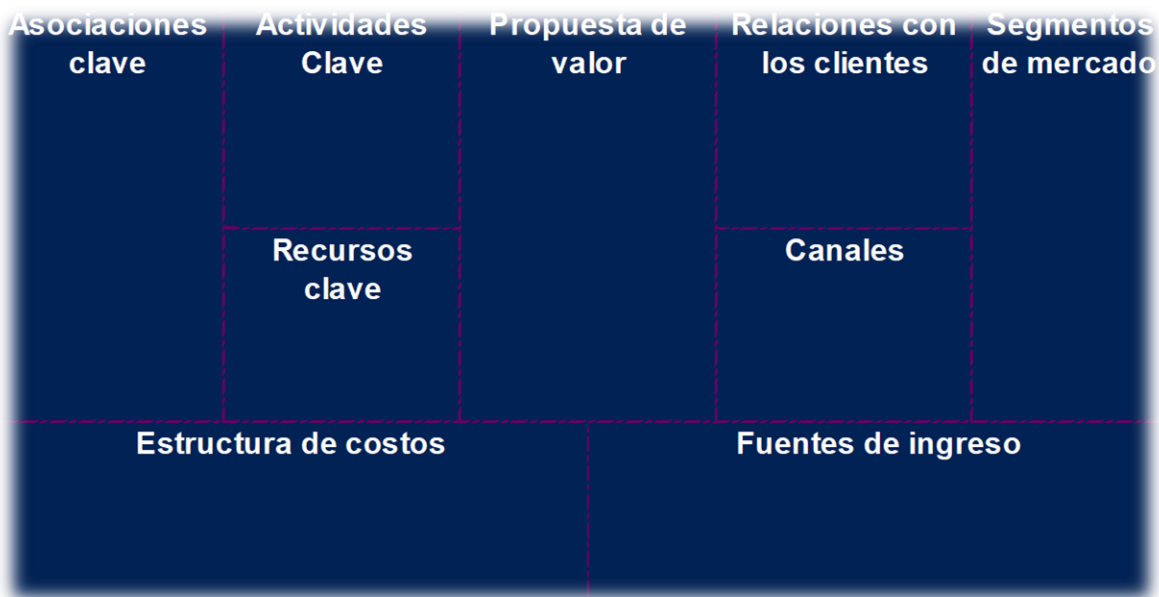 Asociaciones
clave
Actividades
Clave
Propuesta de
valor
Relaciones con
los clientes
Segmentos
de mercado
Recursos
clave
Canales
Estructura de costos
Fuentes de ingreso